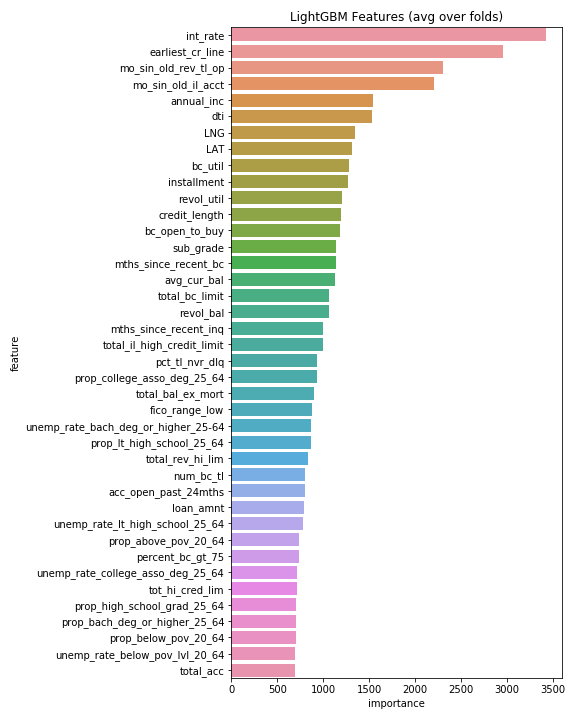 LightGBM Features (avg over folds)
int_rate
earliest_cr_line
mo_sin_old_rev_tl_op
mo_sin_old_il_acct
annual_inc
dti
LNG
LAT
bc_util
installment
revol_util
credit_length
bc_open_to_buy
sub_grade
mths_since_recent_bc
avg_cur_bal
total_bc_limit
revol_bal
mths_since_recent_inq
total_il_high_credit_limit
pct_tl_nvr_dlq
prop_college_asso_deg_25_64
total_bal_ex_mort
fico_range_low
unemp_rate_bach_deg_or_higher_25-64
prop_lt_high_school_25_64
total_rev_hi_lim
num_bc_tl
acc_open_past_24mths
loan_amnt
unemp_rate_lt_high_school_25_64
prop_above_pov_20_64
percent_bc_gt_75
unemp_rate_college_asso_deg_25_64
tot_hi_cred_lim
prop_high_school_grad_25_64
prop_bach_deg_or_higher_25_64
prop_below_pov_20_64
unemp_rate_below_pov_lvl_20_64
total_acc
feature
0 500 1000 1500 2000 2500 3000 3500
importance